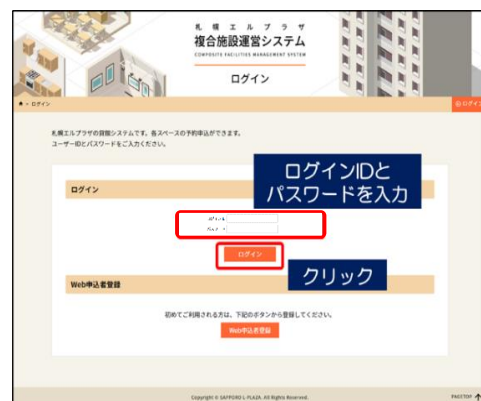 札幌エルプラザ
複合施設運営システム
COMPOSITE FACILITIES MANAGEMENT SYSTEM
ログイン
> ログイン
ログイン
札幌エルプラザの貸館システムです。各スペースの予約申込ができます。
ユーザーIDとパスワードをご入力ください。
ログインIDと
パスワードを入力
ログイン
ログイン
クリック
Web申込者登録
初めてご利用される方は、下記のボタンから登録してください。
Web申込者登録
Copyright © SAPPORO L-PLAZA. All Rights Reserved.
PAGETOP